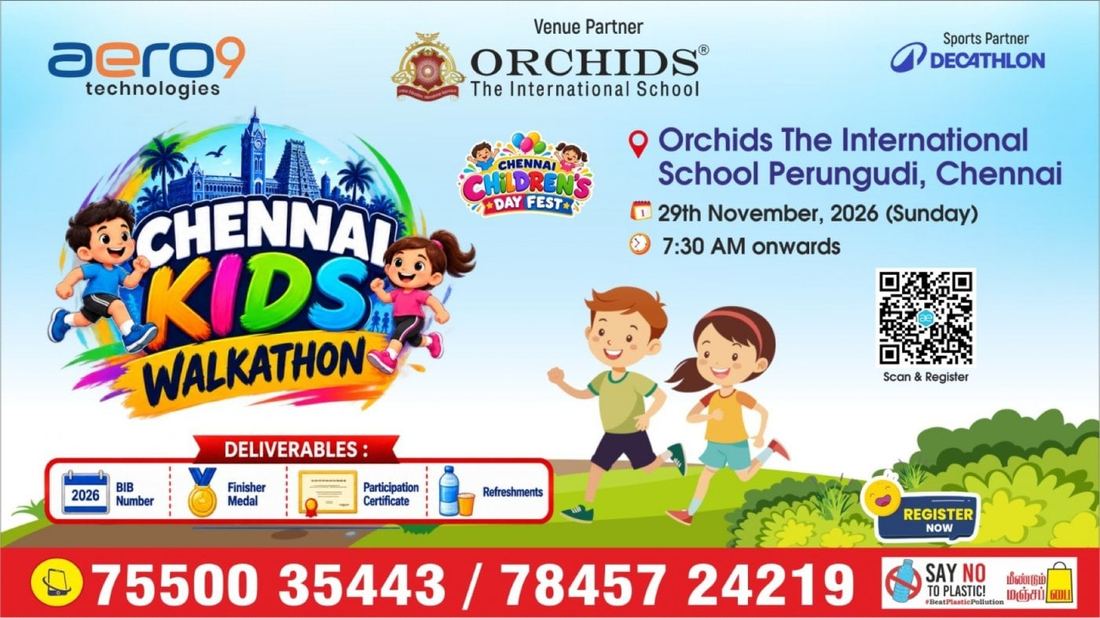 aero9
technologies
Venue Partner
ORCHIDS®
The International School
Sports Partner
DECATHLON
CHENNAI
KIDS
WALKATHON
CHENNAI
CHILDREN'S
DAY FEST
Orchids The International
School Perungudi, Chennai
29th November, 2026 (Sunday)
7:30 AM onwards
Scan & Register
DELIVERABLES :
2026
BIB
Number
Finisher
Medal
Participation
Certificate
Refreshments
REGISTER
NOW
75500 35443 / 78457 24219
SAY NO
TO PLASTIC!
#BeatPlasticPollution
மீண்டும்
மஞ்சப்
பை